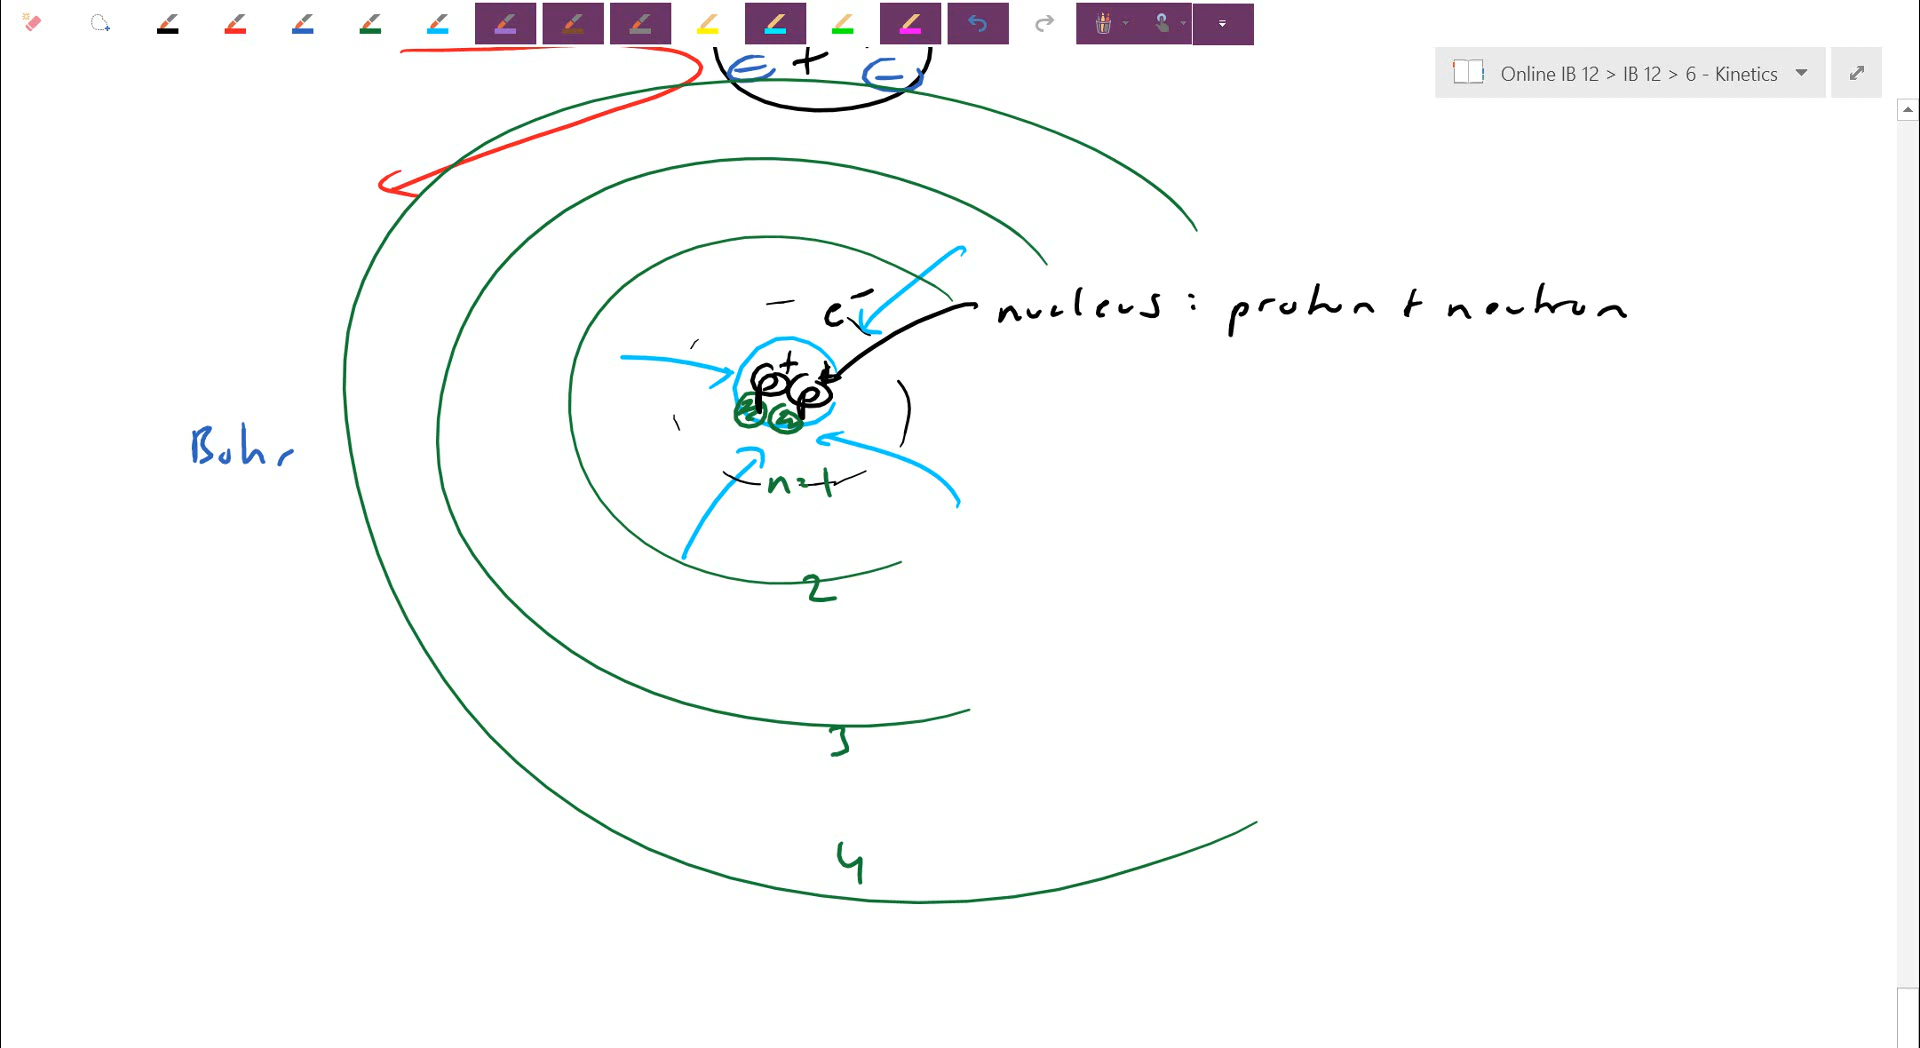 Online IB 12 > IB 12 > 6 - Kinetics
− + −
− e⁻
nucleus : proton + neutron
+ +
p p
Bohr
n=1
2
3
4